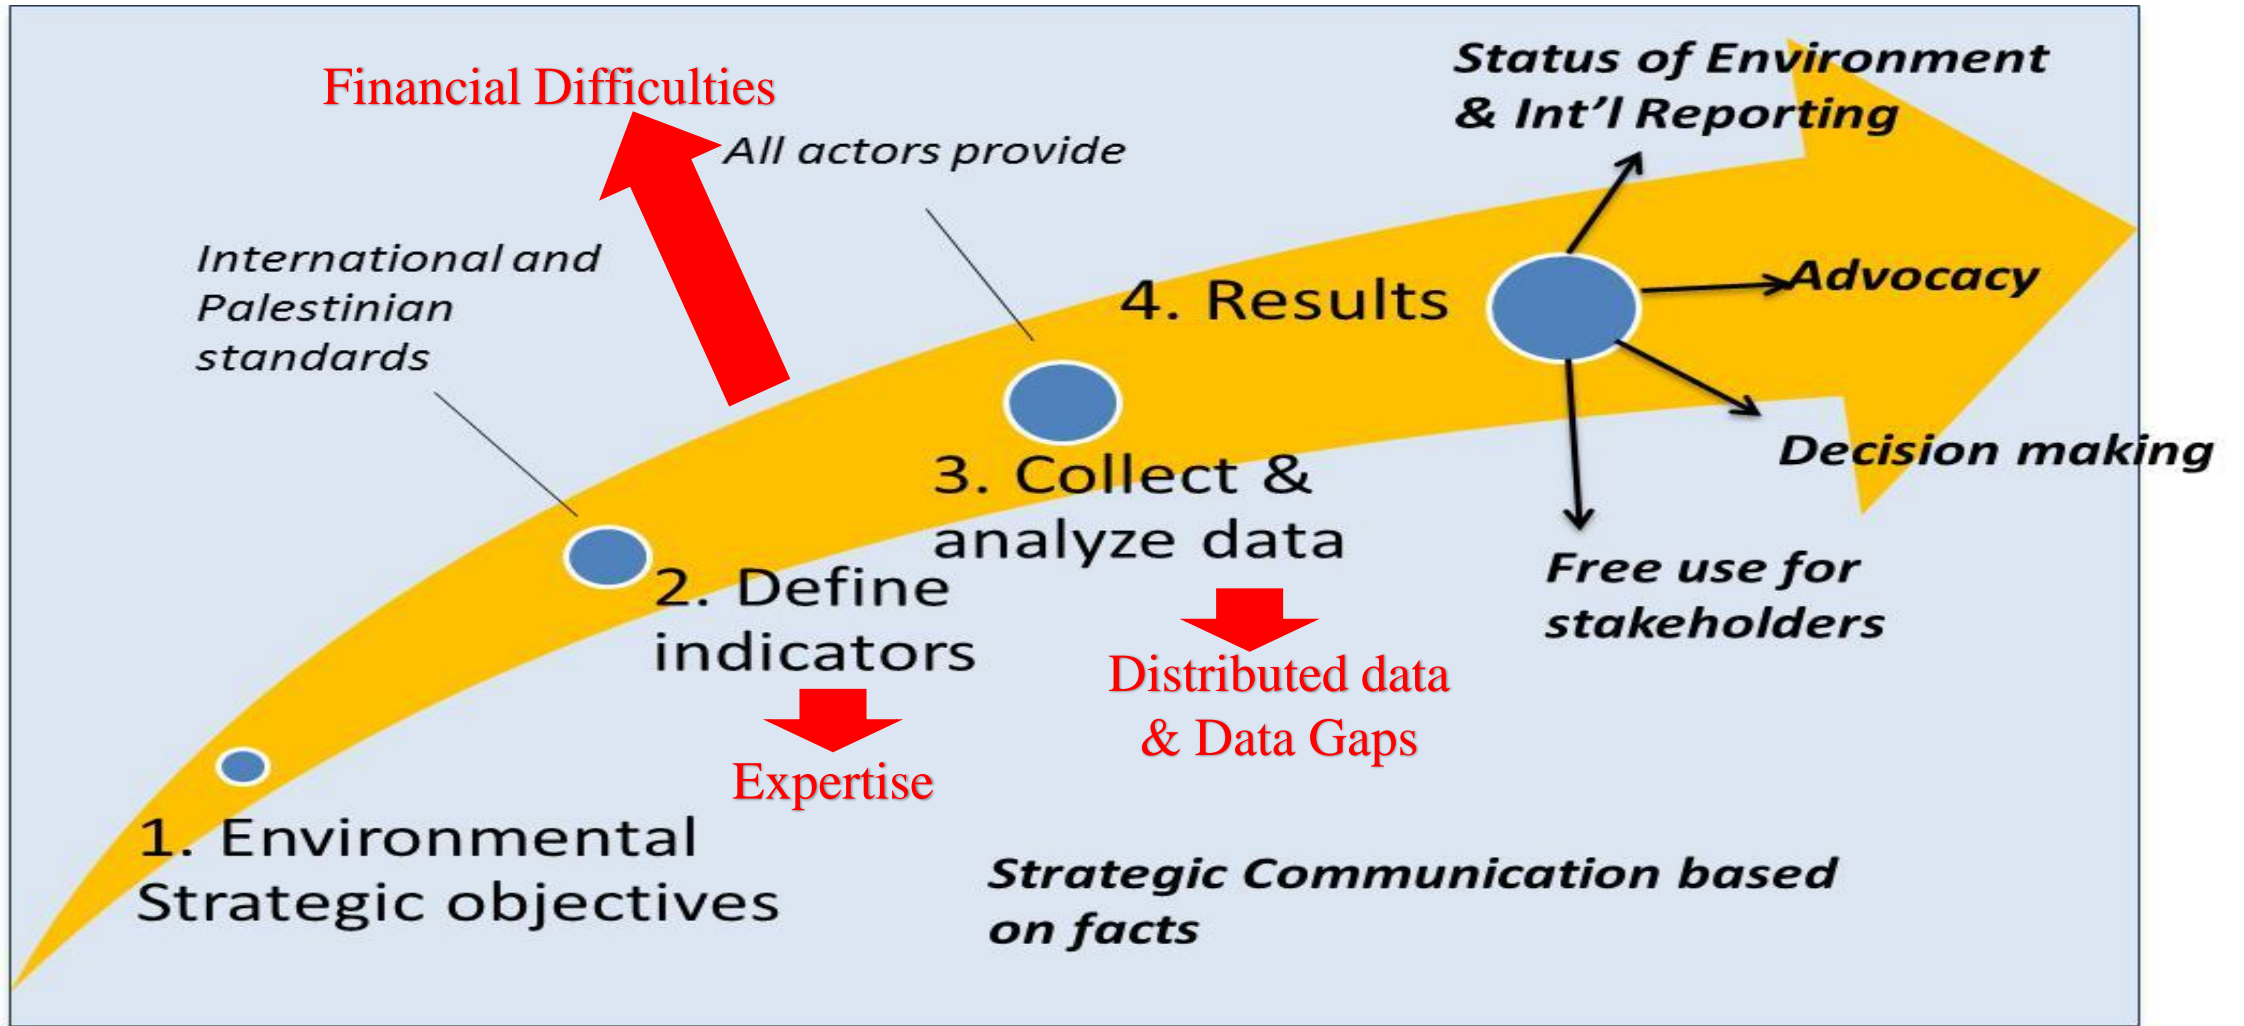 Financial Difficulties
All actors provide
International and
Palestinian
standards
Status of Environment
& Int’l Reporting
Advocacy
4. Results
Decision making
3. Collect &
analyze data
Free use for
stakeholders
2. Define
indicators
Distributed data
& Data Gaps
Expertise
1. Environmental
Strategic objectives
Strategic Communication based
on facts